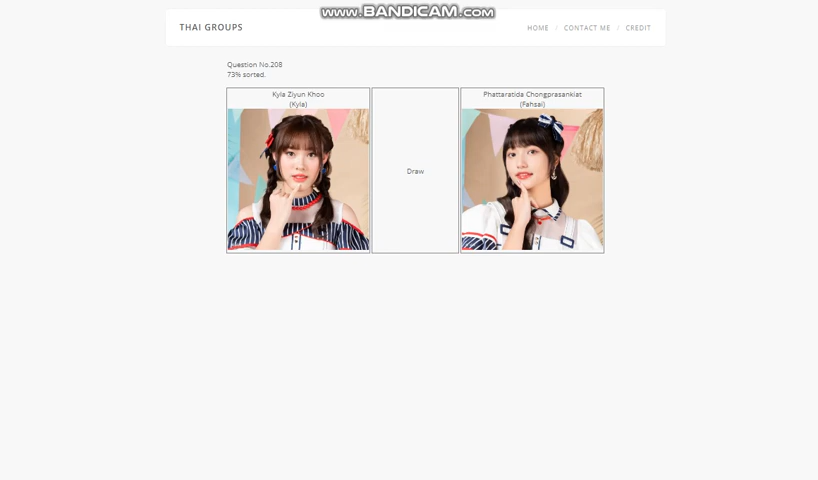 www.BANDICAM.com
THAI GROUPS
HOME / CONTACT ME / CREDIT
Question No.208
73% sorted.
Kyla Ziyun Khoo
(Kyla)
Draw
Phattaratida Chongprasankiat
(Fahsai)